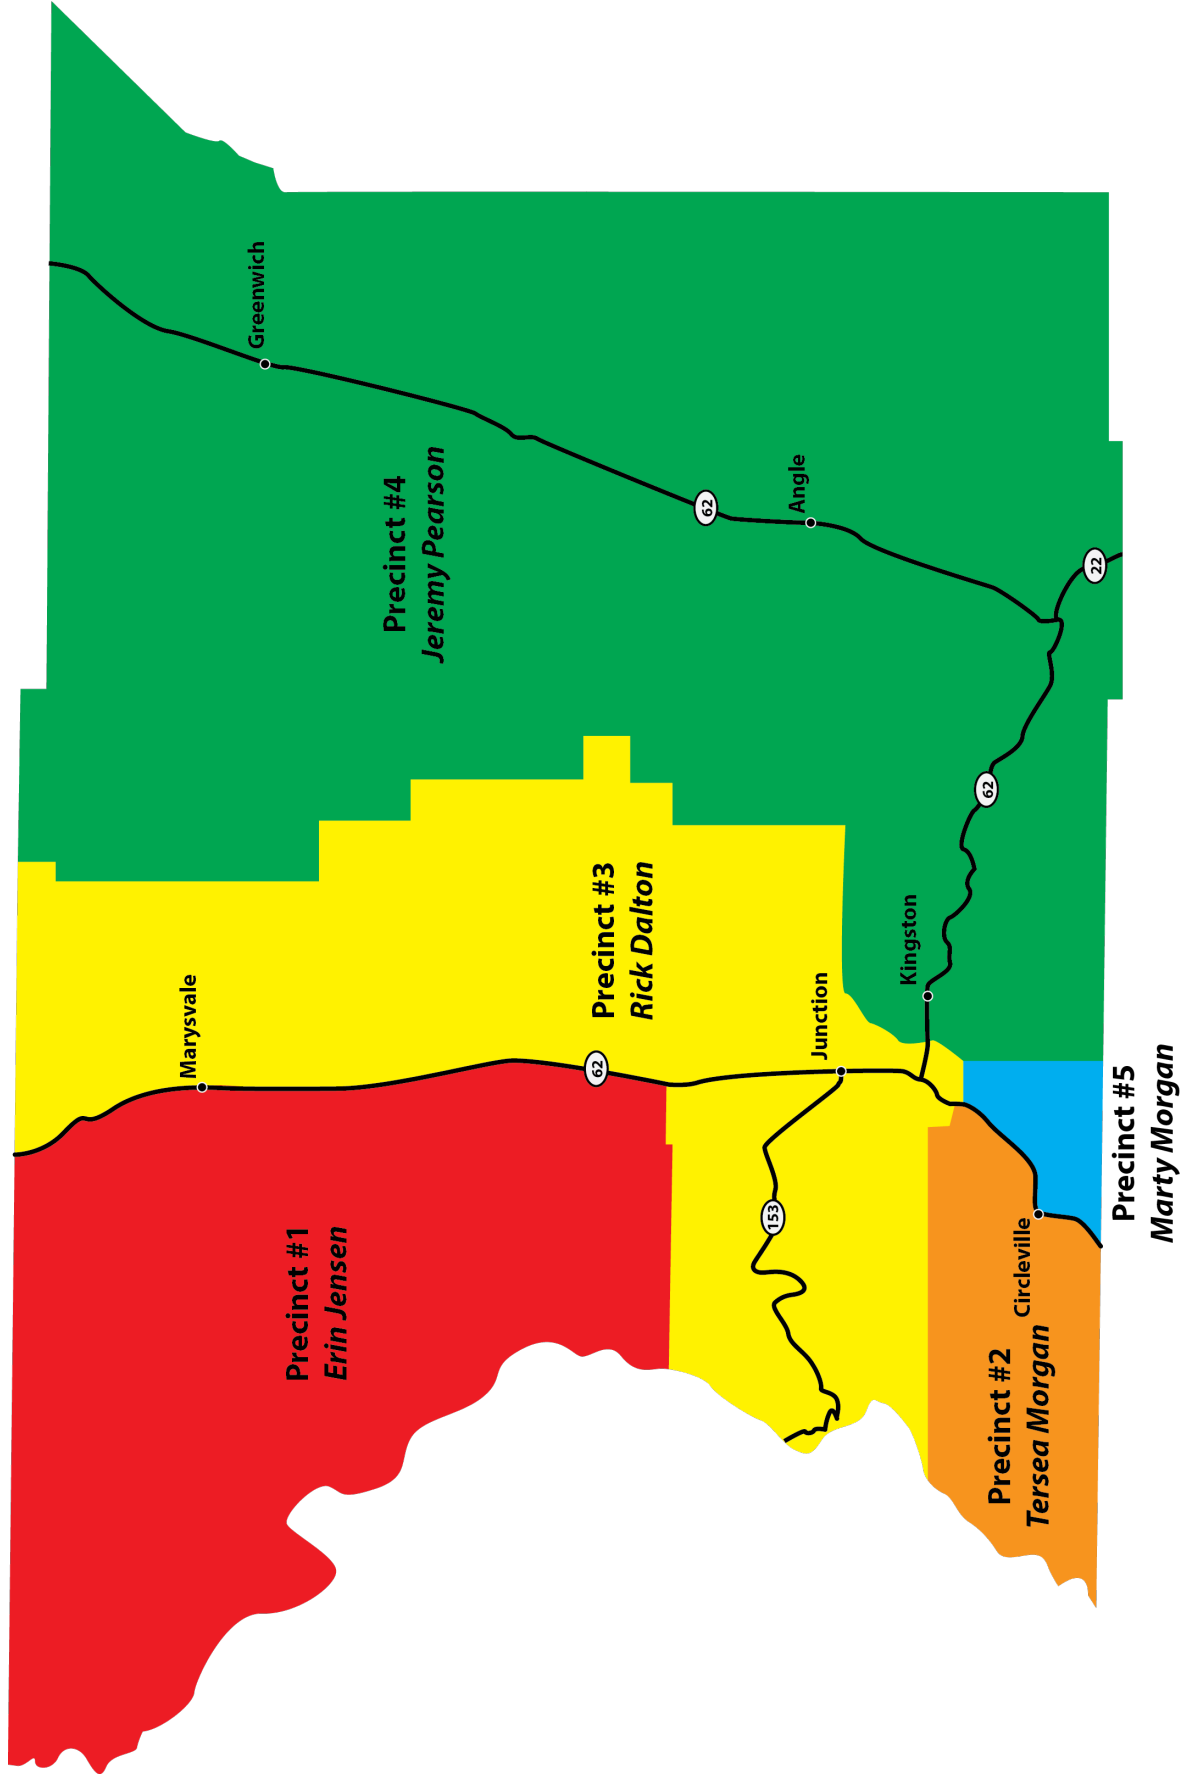 Marysvale
Greenwich
Precinct #1
Erin Jensen
Precinct #4
Jeremy Pearson
62
Precinct #3
Rick Dalton
62
153
Angle
Junction
Kingston
62
Precinct #2
Tersea Morgan
Circleville
22
Precinct #5
Marty Morgan